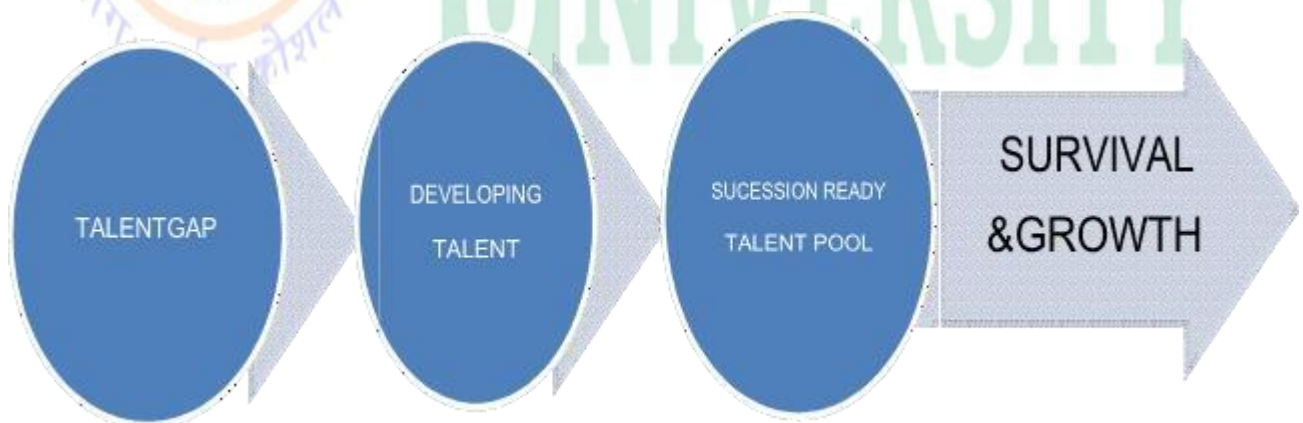 UNIVERSITY
TALENTGAP
DEVELOPING
TALENT
SUCESSION READY
TALENT POOL
SURVIVAL
&GROWTH